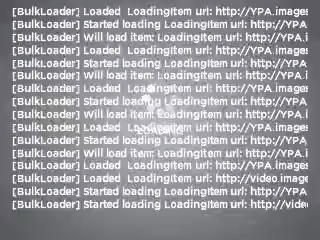 [BulkLoader] Loaded LoadingItem url: http://YPA.images
[BulkLoader] Started loading LoadingItem url: http://YPA
[BulkLoader] Will load item: LoadingItem url: http://YPA.i
[BulkLoader] Loaded LoadingItem url: http://YPA.images
[BulkLoader] Started loading LoadingItem url: http://YPA
[BulkLoader] Will load item: LoadingItem url: http://YPA.i
[BulkLoader] Loaded LoadingItem url: http://YPA.images
[BulkLoader] Started loading LoadingItem url: http://YPA
[BulkLoader] Will load item: LoadingItem url: http://YPA.i
[BulkLoader] Loaded LoadingItem url: http://YPA.images
[BulkLoader] Started loading LoadingItem url: http://YPA
[BulkLoader] Will load item: LoadingItem url: http://YPA.i
[BulkLoader] Loaded LoadingItem url: http://YPA.images
[BulkLoader] Loaded LoadingItem url: http://video.image
[BulkLoader] Started loading LoadingItem url: http://YPA
[BulkLoader] Started loading LoadingItem url: http://vide